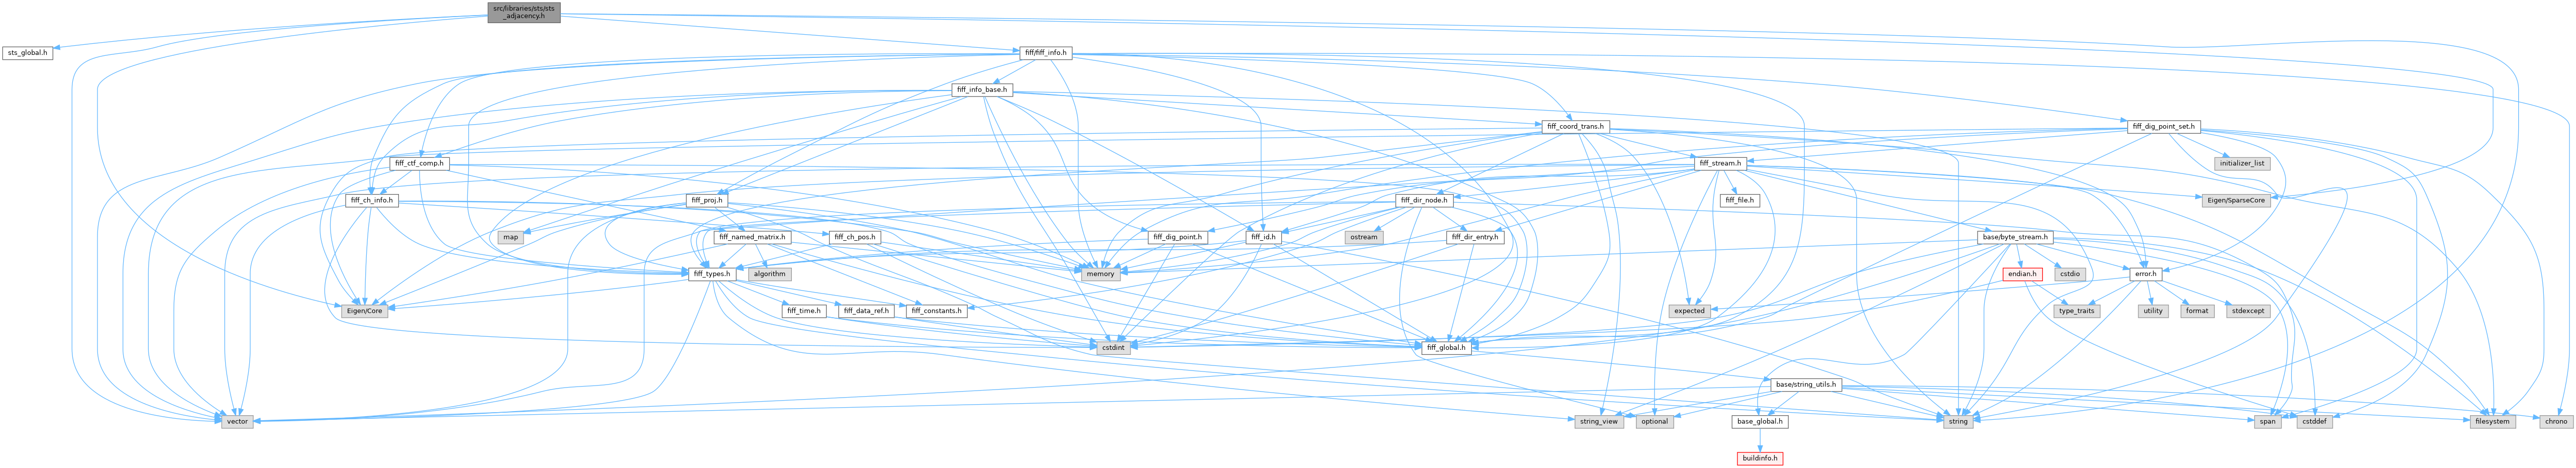 src/libraries/sts/sts
_adjacency.h
sts_global.h
fiff/fiff_info.h
fiff_info_base.h
fiff_coord_trans.h
fiff_dig_point_set.h
fiff_ctf_comp.h
fiff_stream.h
initializer_list
fiff_ch_info.h
fiff_proj.h
fiff_dir_node.h
fiff_file.h
Eigen/SparseCore
map
fiff_named_matrix.h
fiff_ch_pos.h
fiff_dig_point.h
fiff_id.h
ostream
fiff_dir_entry.h
base/byte_stream.h
fiff_types.h
algorithm
memory
endian.h
cstdio
error.h
Eigen/Core
fiff_time.h
fiff_data_ref.h
fiff_constants.h
expected
type_traits
utility
format
stdexcept
cstdint
fiff_global.h
base/string_utils.h
vector
string_view
optional
base_global.h
string
span
cstddef
filesystem
chrono
buildinfo.h